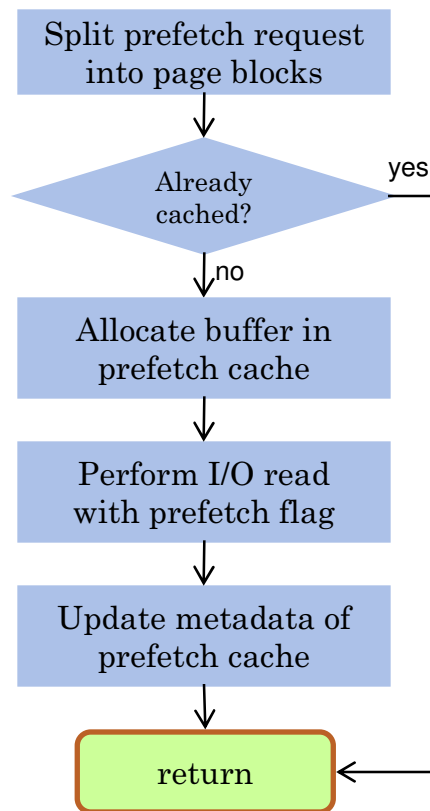 Split prefetch request
into page blocks
Already
cached?
yes
no
Allocate buffer in
prefetch cache
Perform I/O read
with prefetch flag
Update metadata of
prefetch cache
return